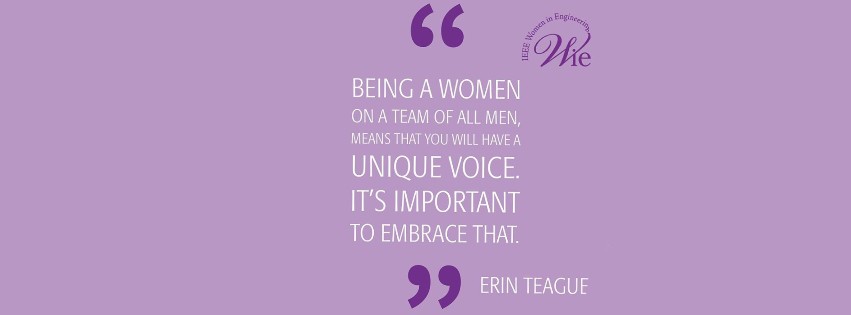 “
IEEE Women in Engineering
Wie
BEING A WOMEN
ON A TEAM OF ALL MEN,
MEANS THAT YOU WILL HAVE A
UNIQUE VOICE.
IT'S IMPORTANT
TO EMBRACE THAT.
”
ERIN TEAGUE